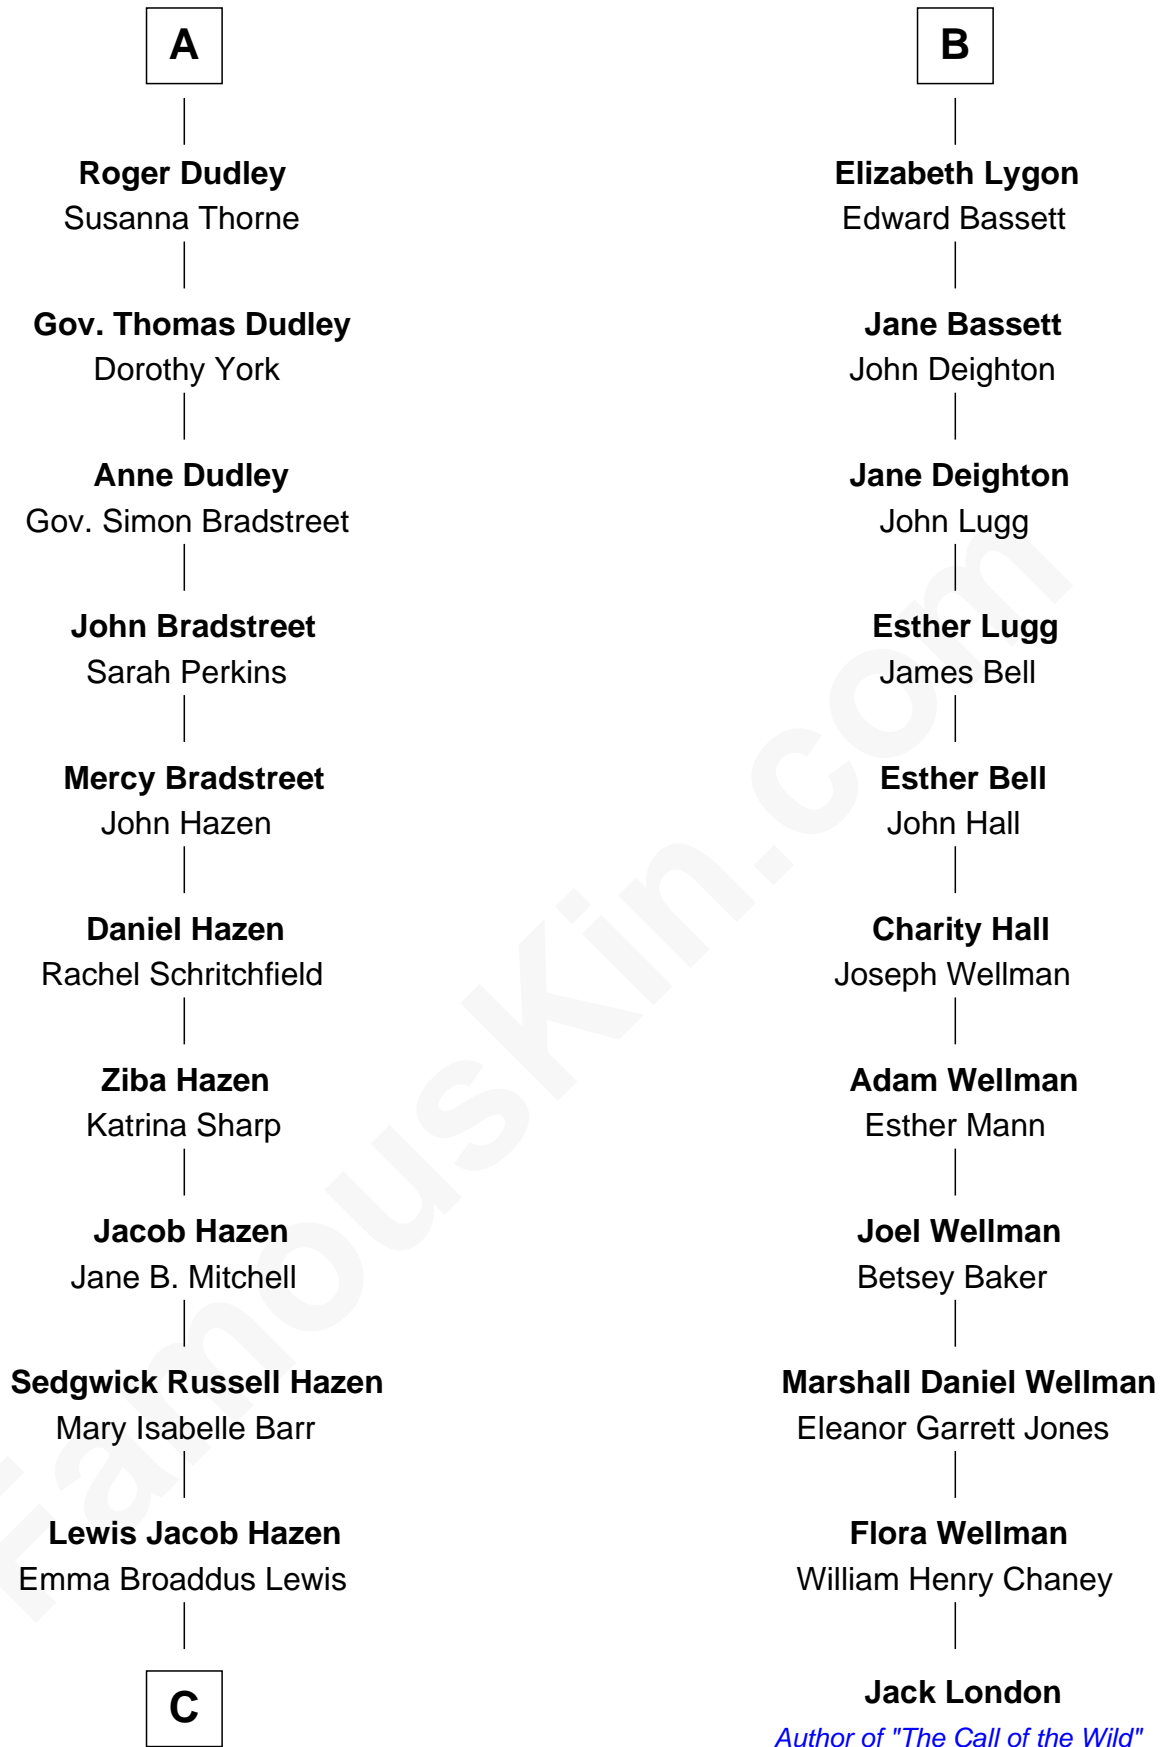 A
Roger Dudley
Susanna Thorne
Gov. Thomas Dudley
Dorothy York
Anne Dudley
Gov. Simon Bradstreet
John Bradstreet
Sarah Perkins
Mercy Bradstreet
John Hazen
Daniel Hazen
Rachel Schritchfield
Ziba Hazen
Katrina Sharp
Jacob Hazen
Jane B. Mitchell
Sedgwick Russell Hazen
Mary Isabelle Barr
Lewis Jacob Hazen
Emma Broaddus Lewis
C
B
Elizabeth Lygon
Edward Bassett
Jane Bassett
John Deighton
Jane Deighton
John Lugg
Esther Lugg
James Bell
Esther Bell
John Hall
Charity Hall
Joseph Wellman
Adam Wellman
Esther Mann
Joel Wellman
Betsey Baker
Marshall Daniel Wellman
Eleanor Garrett Jones
Flora Wellman
William Henry Chaney
Jack London
Author of "The Call of the Wild"
FamousKin.com